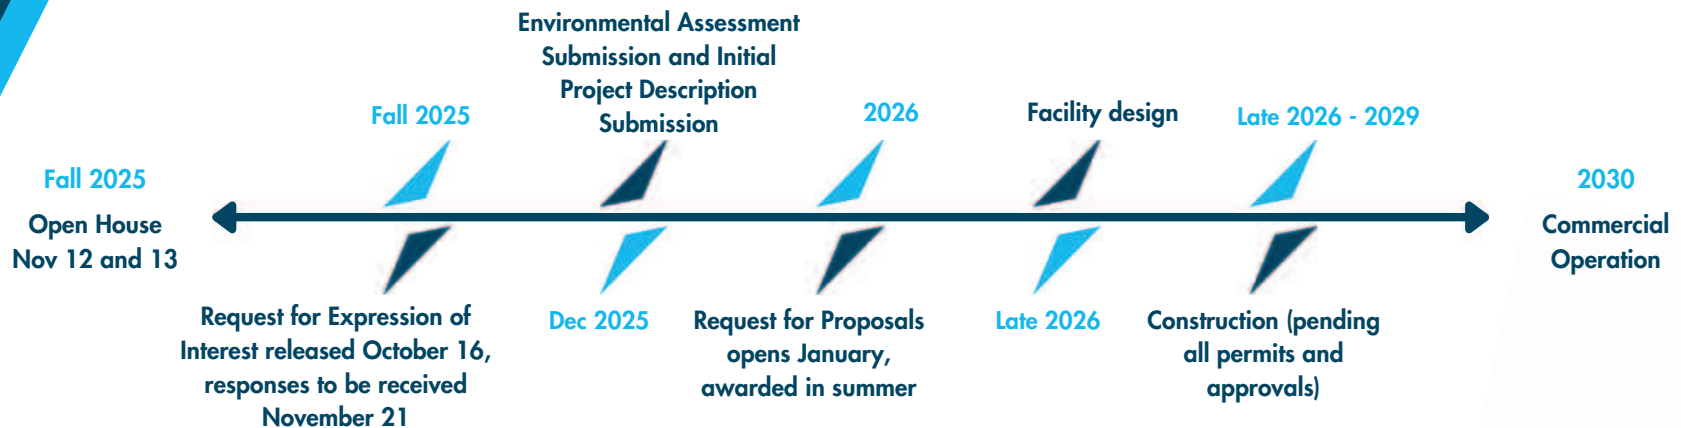 Fall 2025
Open House
Nov 12 and 13
Fall 2025
Request for Expression of
Interest released October 16,
responses to be received
November 21
Environmental Assessment
Submission and Initial
Project Description
Submission
Dec 2025
2026
Request for Proposals
opens January,
awarded in summer
Facility design
Late 2026
Late 2026 - 2029
Construction (pending
all permits and
approvals)
2030
Commercial
Operation